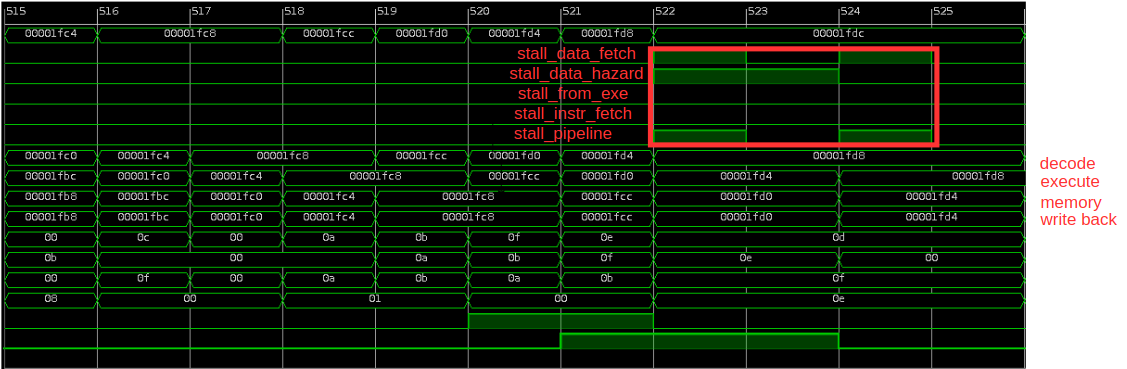 515 516 517 518 519 520 521 522 523 524 525
00001fc4 00001fc8 00001fcc 00001fd0 00001fd4 00001fd8 00001fdc
stall_data_fetch
stall_data_hazard
stall_from_exe
stall_instr_fetch
stall_pipeline
00001fc0 00001fc4 00001fc8 00001fcc 00001fd0 00001fd4 00001fd8 decode
00001fbc 00001fc0 00001fc4 00001fc8 00001fcc 00001fd0 00001fd4 00001fd8 execute
00001fb8 00001fbc 00001fc0 00001fc4 00001fc8 00001fcc 00001fd0 00001fd4 memory
00001fb8 00001fbc 00001fc0 00001fc4 00001fc8 00001fcc 00001fd0 00001fd4 write back
00 0c 00 0a 0b 0f 0e 0d
0b 00 0a 0b 0f 0e 00
00 0f 00 0a 0b 0a 0b 0f
08 00 01 00 0e